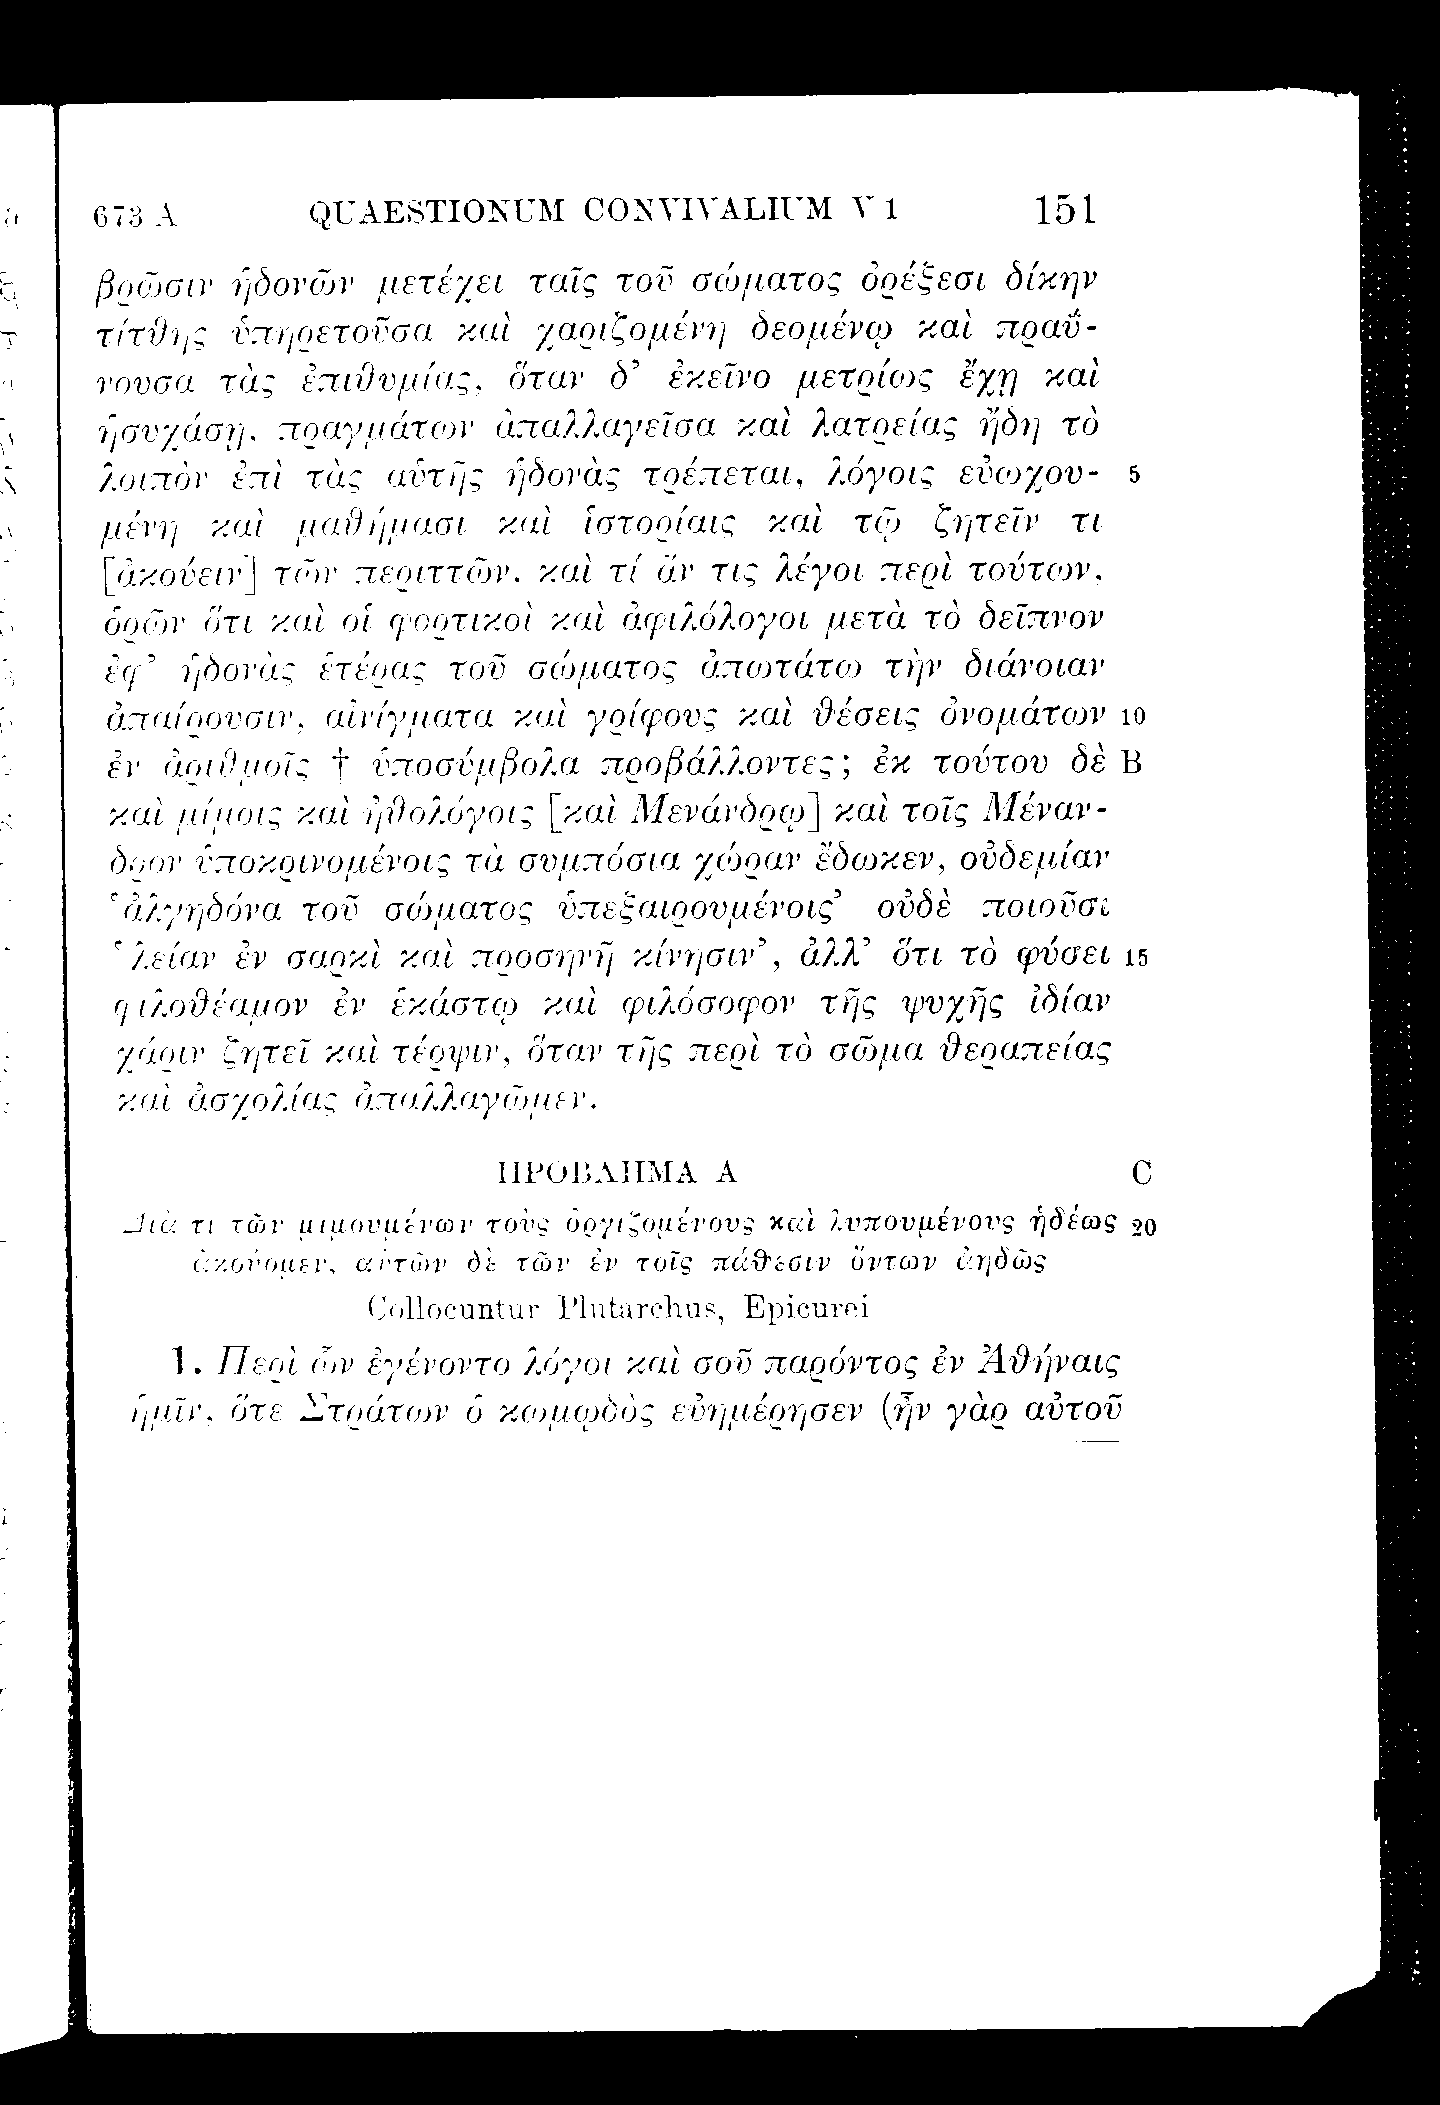 673 A QUAESTIONUM CONVIVALIUM V 1 151
βρῶσιν ἡδονῶν μετέχει ταῖς τοῦ σώματος ὀρέξεσι δίκην
τίτθης ὑπηρετοῦσα καὶ χαριζομένη δεομένῳ καὶ πραΰ-
νουσα τὰς ἐπιθυμίας, ὅταν δ’ ἐκεῖνο μετρίως ἔχῃ καὶ
ἡσυχάσῃ, πραγμάτων ἀπαλλαγεῖσα καὶ λατρείας ἤδη τὸ
λοιπὸν ἐπὶ τὰς αὑτῆς ἡδονὰς τρέπεται, λόγοις εὐωχου- 5
μένη καὶ μαθήμασι καὶ ἱστορίαις καὶ τῷ ζητεῖν τι
[ἀκούειν] τῶν περιττῶν. καὶ τί ἄν τις λέγοι περὶ τούτων,
ὁρῶν ὅτι καὶ οἱ φορτικοὶ καὶ ἀφιλόλογοι μετὰ τὸ δεῖπνον
ἐφ’ ἡδονὰς ἑτέρας τοῦ σώματος ἀπωτάτω τὴν διάνοιαν
ἀπαίρουσιν, αἰνίγματα καὶ γρίφους καὶ θέσεις ὀνομάτων 10
ἐν ἀριθμοῖς † ὑποσύμβολα προβάλλοντες; ἐκ τούτου δὲ B
καὶ μίμοις καὶ ἠθολόγοις [καὶ Μενάνδρῳ] καὶ τοῖς Μέναν-
δρον ὑποκρινομένοις τὰ συμπόσια χώραν ἔδωκεν, οὐδεμίαν
‘ἀλγηδόνα τοῦ σώματος ὑπεξαιρουμένοις’ οὐδὲ ποιοῦσι
‘λείαν ἐν σαρκὶ καὶ προσηνῆ κίνησιν’, ἀλλ’ ὅτι τὸ φύσει 15
φιλοθέαμον ἐν ἑκάστῳ καὶ φιλόσοφον τῆς ψυχῆς ἰδίαν
χάριν ζητεῖ καὶ τέρψιν, ὅταν τῆς περὶ τὸ σῶμα θεραπείας
καὶ ἀσχολίας ἀπαλλαγῶμεν.
ΠΡΟΒΛΗΜΑ Α C
Διὰ τι τῶν μιμουμένων τοὺς ὀργιζομένους καὶ λυπουμένους ἡδέως 20
ἀκούομεν, αὐτῶν δὲ τῶν ἐν τοῖς πάθεσιν ὄντων ἀηδῶς
Collocuntur Plutarchus, Epicurei
1. Περὶ ὧν ἐγένοντο λόγοι καὶ σοῦ παρόντος ἐν Ἀθήναις
ἡμῖν, ὅτε Στράτων ὁ κωμῳδὸς εὐημέρησεν (ἦν γὰρ αὐτοῦ